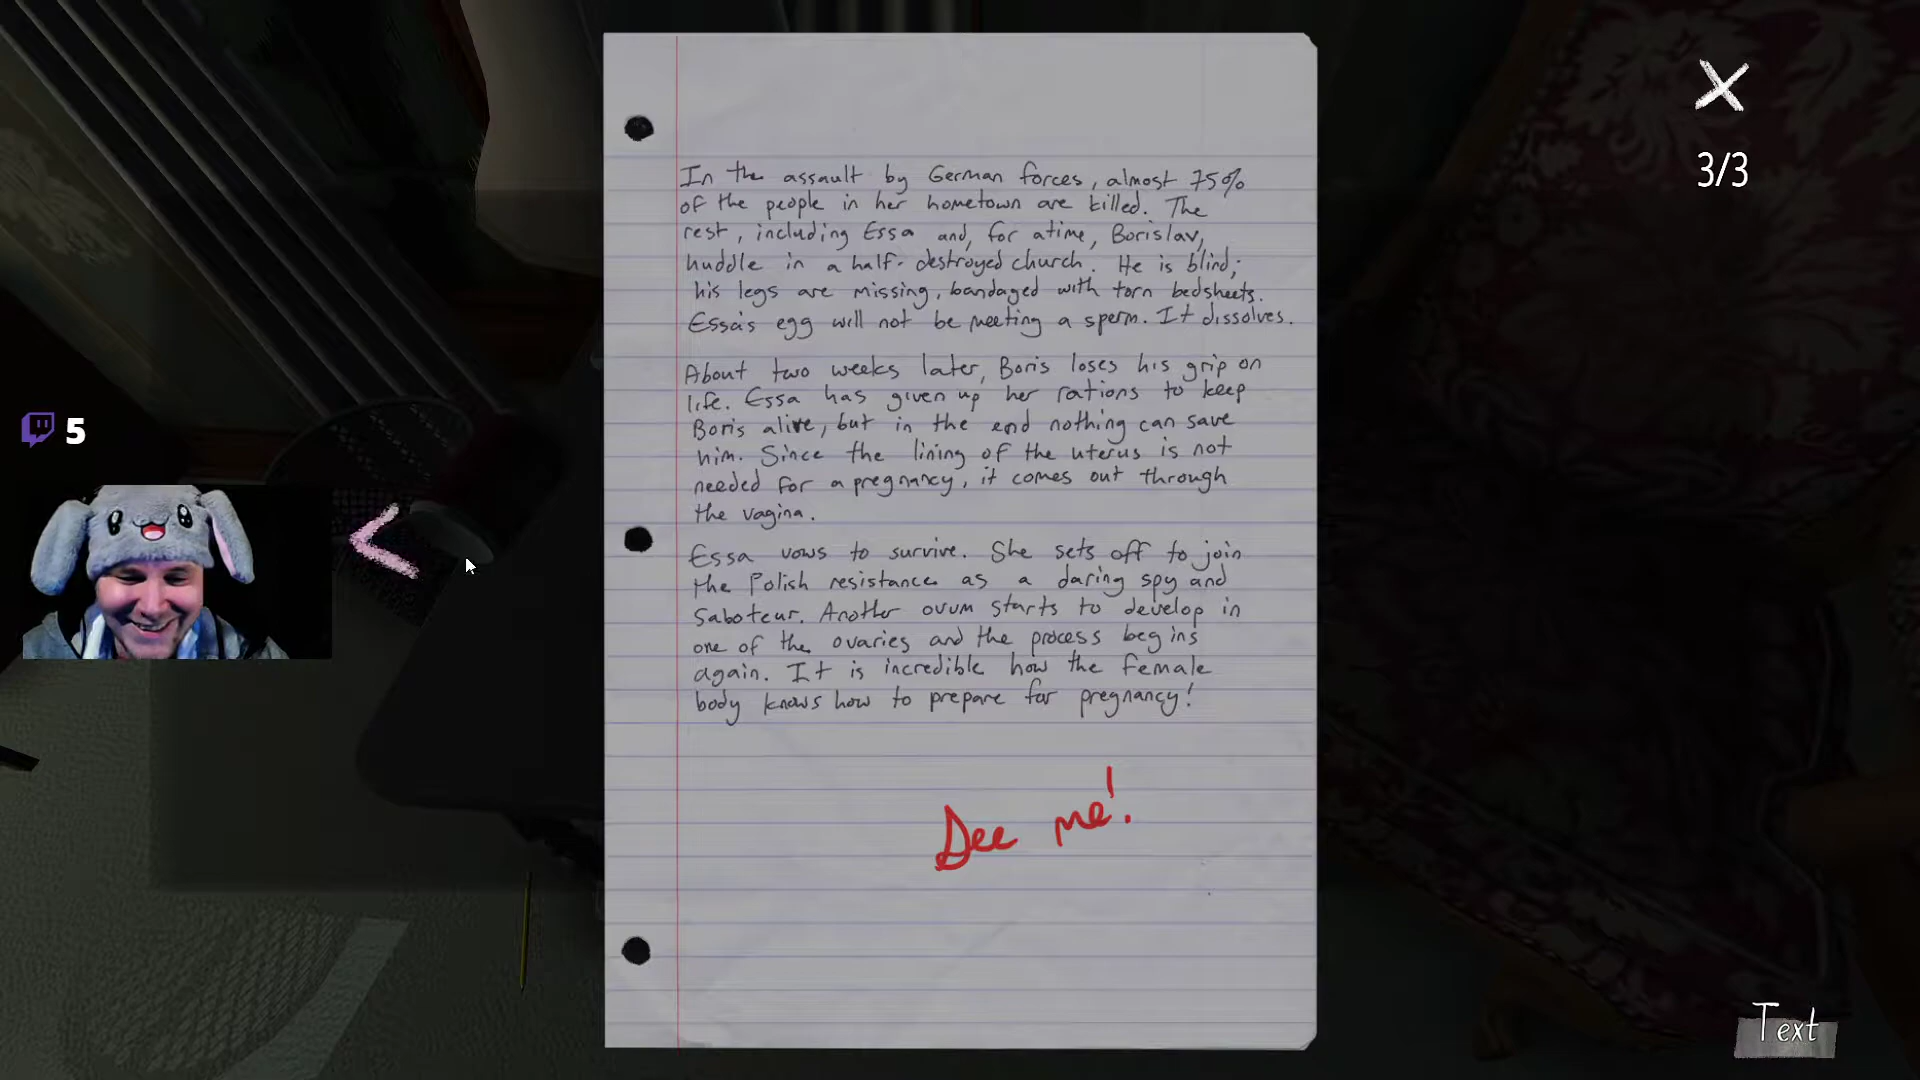 3/3
In the assault by German forces, almost 75%
of the people in her hometown are killed. The
rest, including Essa and, for atime, Borislav,
huddle in a half-destroyed church. He is blind;
his legs are missing, bandaged with torn bedsheets.
Essa's egg will not be meeting a sperm. It dissolves.
About two weeks later, Boris loses his grip on
life. Essa has given up her rations to keep
Boris alive, but in the end nothing can save
him. Since the lining of the uterus is not
needed for a pregnancy, it comes out through
the vagina.
Essa vows to survive. She sets off to join
the Polish resistance as a daring spy and
Saboteur. Another ovum starts to develop in
one of the ovaries and the process begins
again. It is incredible how the female
body knows how to prepare for pregnancy!
See me!
5
Text